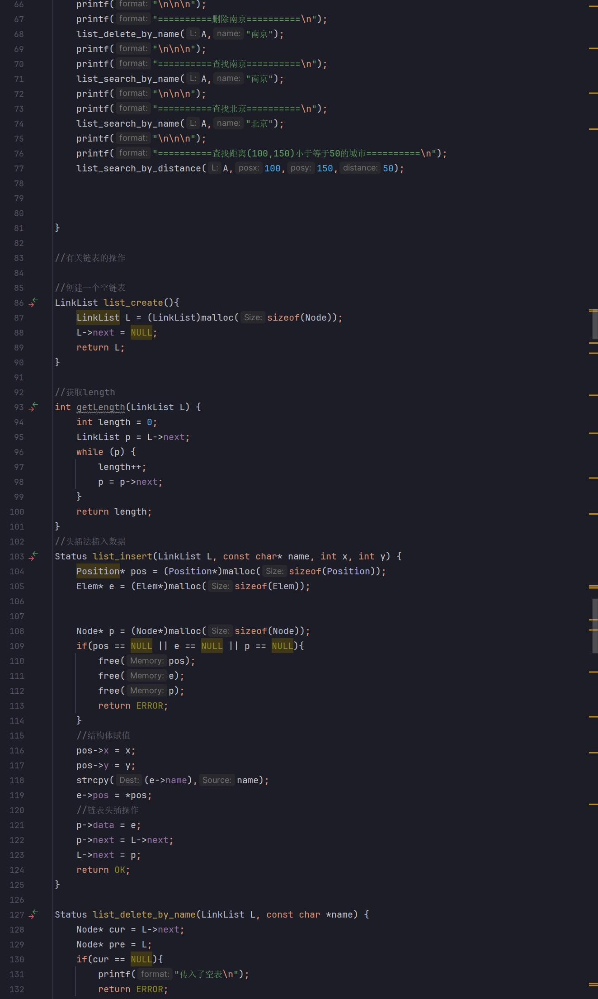 66 printf(format:"\n\n\n");
67 printf(format:"==========删除南京==========\n");
68 list_delete_by_name(L:A,name:"南京");
69 printf(format:"\n\n\n");
70 printf(format:"==========查找南京==========\n");
71 list_search_by_name(L:A,name:"南京");
72 printf(format:"\n\n\n");
73 printf(format:"==========查找北京==========\n");
74 list_search_by_name(L:A,name:"北京");
75 printf(format:"\n\n\n");
76 printf(format:"==========查找距离(100,150)小于等于50的城市==========\n");
77 list_search_by_distance(L:A,posx:100,posy:150,distance:50);
78
79
80
81 }
82
83 //有关链表的操作
84
85 //创建一个空链表
86 LinkList list_create(){
87 LinkList L = (LinkList)malloc(Size:sizeof(Node));
88 L->next = NULL;
89 return L;
90 }
91
92 //获取length
93 int getLength(LinkList L) {
94 int length = 0;
95 LinkList p = L->next;
96 while (p) {
97 length++;
98 p = p->next;
99 }
100 return length;
101 }
102 //头插法插入数据
103 Status list_insert(LinkList L, const char* name, int x, int y) {
104 Position* pos = (Position*)malloc(Size:sizeof(Position));
105 Elem* e = (Elem*)malloc(Size:sizeof(Elem));
106
107
108 Node* p = (Node*)malloc(Size:sizeof(Node));
109 if(pos == NULL || e == NULL || p == NULL){
110 free(Memory:pos);
111 free(Memory:e);
112 free(Memory:p);
113 return ERROR;
114 }
115 //结构体赋值
116 pos->x = x;
117 pos->y = y;
118 strcpy(Dest:(e->name),Source:name);
119 e->pos = *pos;
120 //链表头插操作
121 p->data = e;
122 p->next = L->next;
123 L->next = p;
124 return OK;
125 }
126
127 Status list_delete_by_name(LinkList L, const char *name) {
128 Node* cur = L->next;
129 Node* pre = L;
130 if(cur == NULL){
131 printf(format:"传入了空表\n");
132 return ERROR;